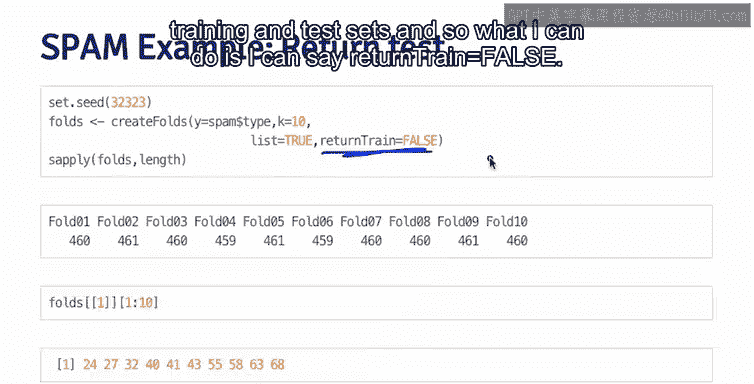 training and test sets and so what I can
do is I can say returnTrain=FALSE.
SPAM Example: Return test
set.seed(32323)
folds <- createFolds(y=spam$type,k=10,
list=TRUE,returnTrain=FALSE)
sapply(folds,length)
Fold01 Fold02 Fold03 Fold04 Fold05 Fold06 Fold07 Fold08 Fold09 Fold10
460 461 460 459 461 459 460 460 461 460
folds[[1]][1:10]
[1] 24 27 32 40 41 43 55 58 63 68